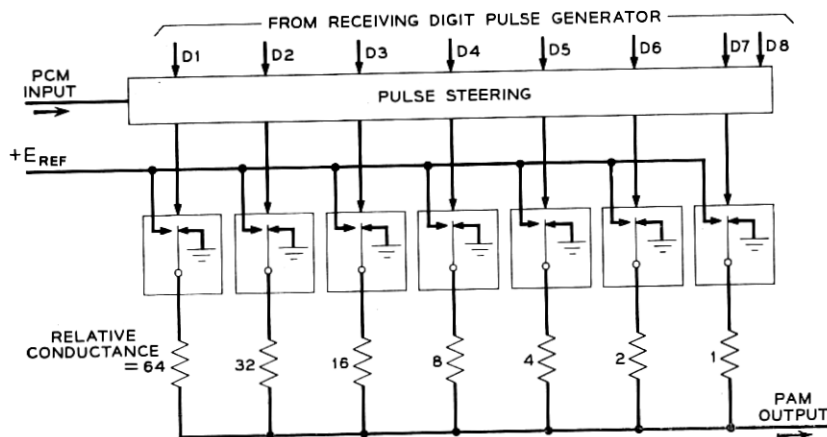 FROM RECEIVING DIGIT PULSE GENERATOR
D1 D2 D3 D4 D5 D6 D7 D8
PCM
INPUT
PULSE STEERING
+EREF
RELATIVE
CONDUCTANCE
= 64 32 16 8 4 2 1
PAM
OUTPUT